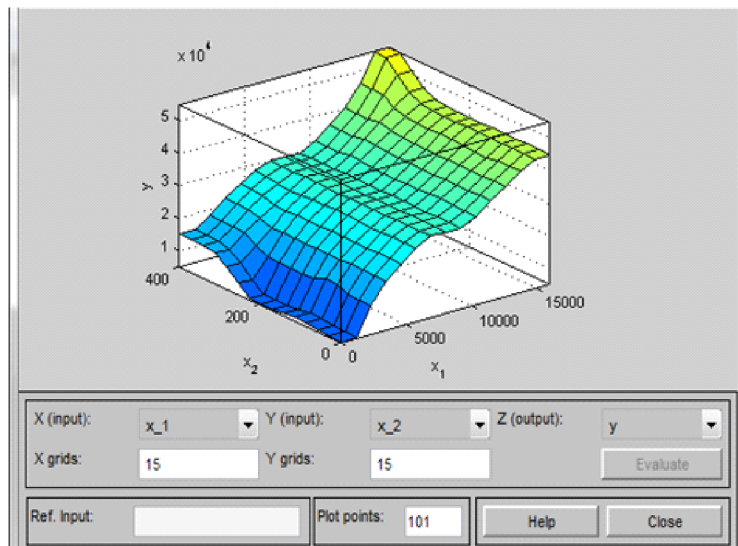 x 10⁴
5
4
3
2
1
y
400
200
0
x₂
0
5000
10000
15000
x₁
X (input): x_1 Y (input): x_2 Z (output): y
X grids: 15 Y grids: 15 Evaluate
Ref. Input: Plot points: 101 Help Close